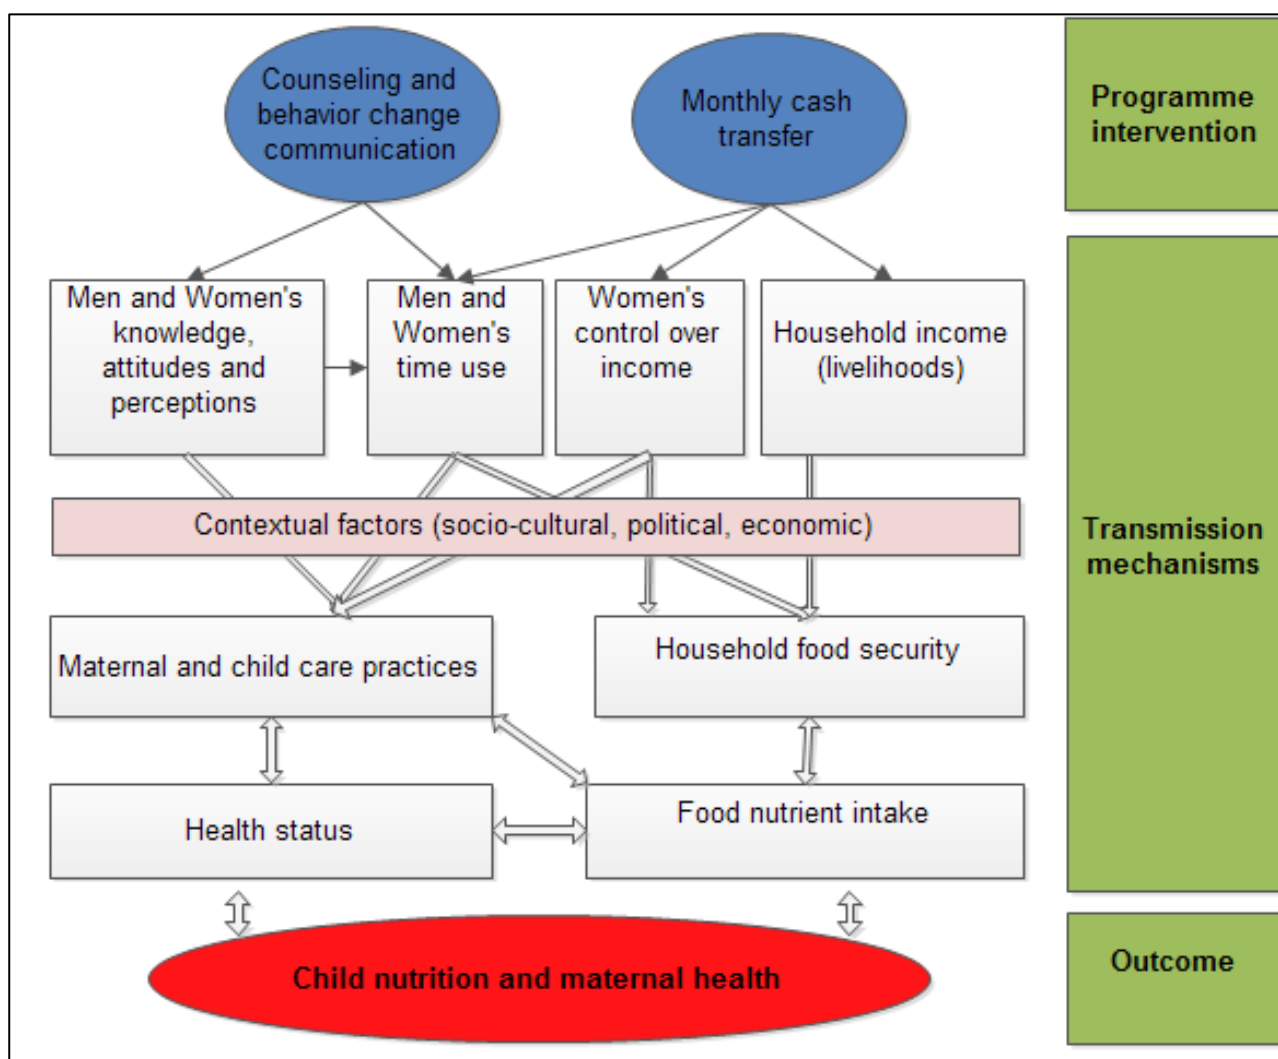 Counseling and
behavior change
communication
Monthly cash
transfer
Programme
intervention
Men and Women's
knowledge,
attitudes and
perceptions
Men and
Women's
time use
Women's
control over
income
Household income
(livelihoods)
Contextual factors (socio-cultural, political, economic)
Transmission
mechanisms
Maternal and child care practices
Household food security
Health status
Food nutrient intake
Child nutrition and maternal health
Outcome